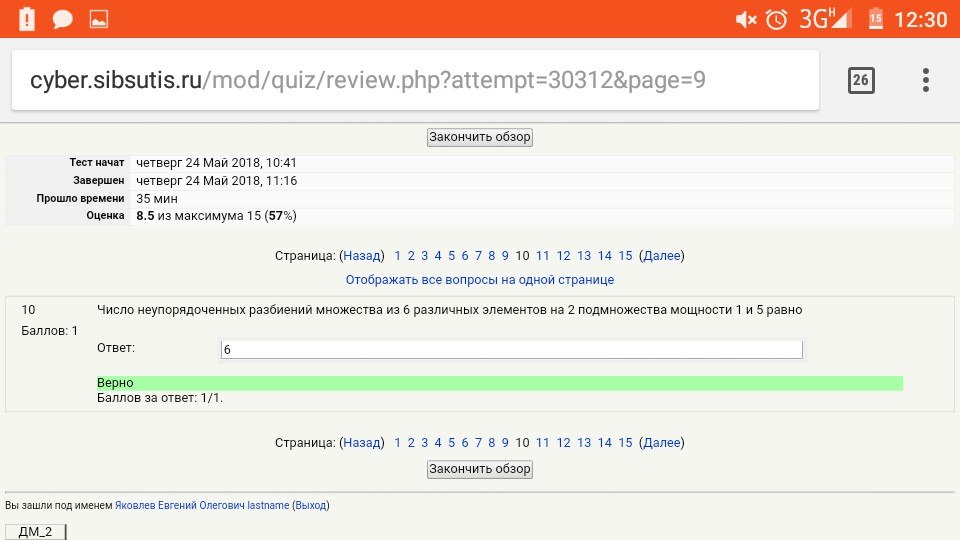 3G H 15 12:30
cyber.sibsutis.ru/mod/quiz/review.php?attempt=30312&page=9 26
Закончить обзор
Тест начат четверг 24 Май 2018, 10:41
Завершен четверг 24 Май 2018, 11:16
Прошло времени 35 мин
Оценка 8.5 из максимума 15 (57%)
Страница: (Назад) 1 2 3 4 5 6 7 8 9 10 11 12 13 14 15 (Далее)
Отображать все вопросы на одной странице
10 Число неупорядоченных разбиений множества из 6 различных элементов на 2 подмножества мощности 1 и 5 равно
Баллов: 1
Ответ: 6
Верно
Баллов за ответ: 1/1.
Страница: (Назад) 1 2 3 4 5 6 7 8 9 10 11 12 13 14 15 (Далее)
Закончить обзор
Вы зашли под именем Яковлев Евгений Олегович lastname (Выход)
ДМ_2